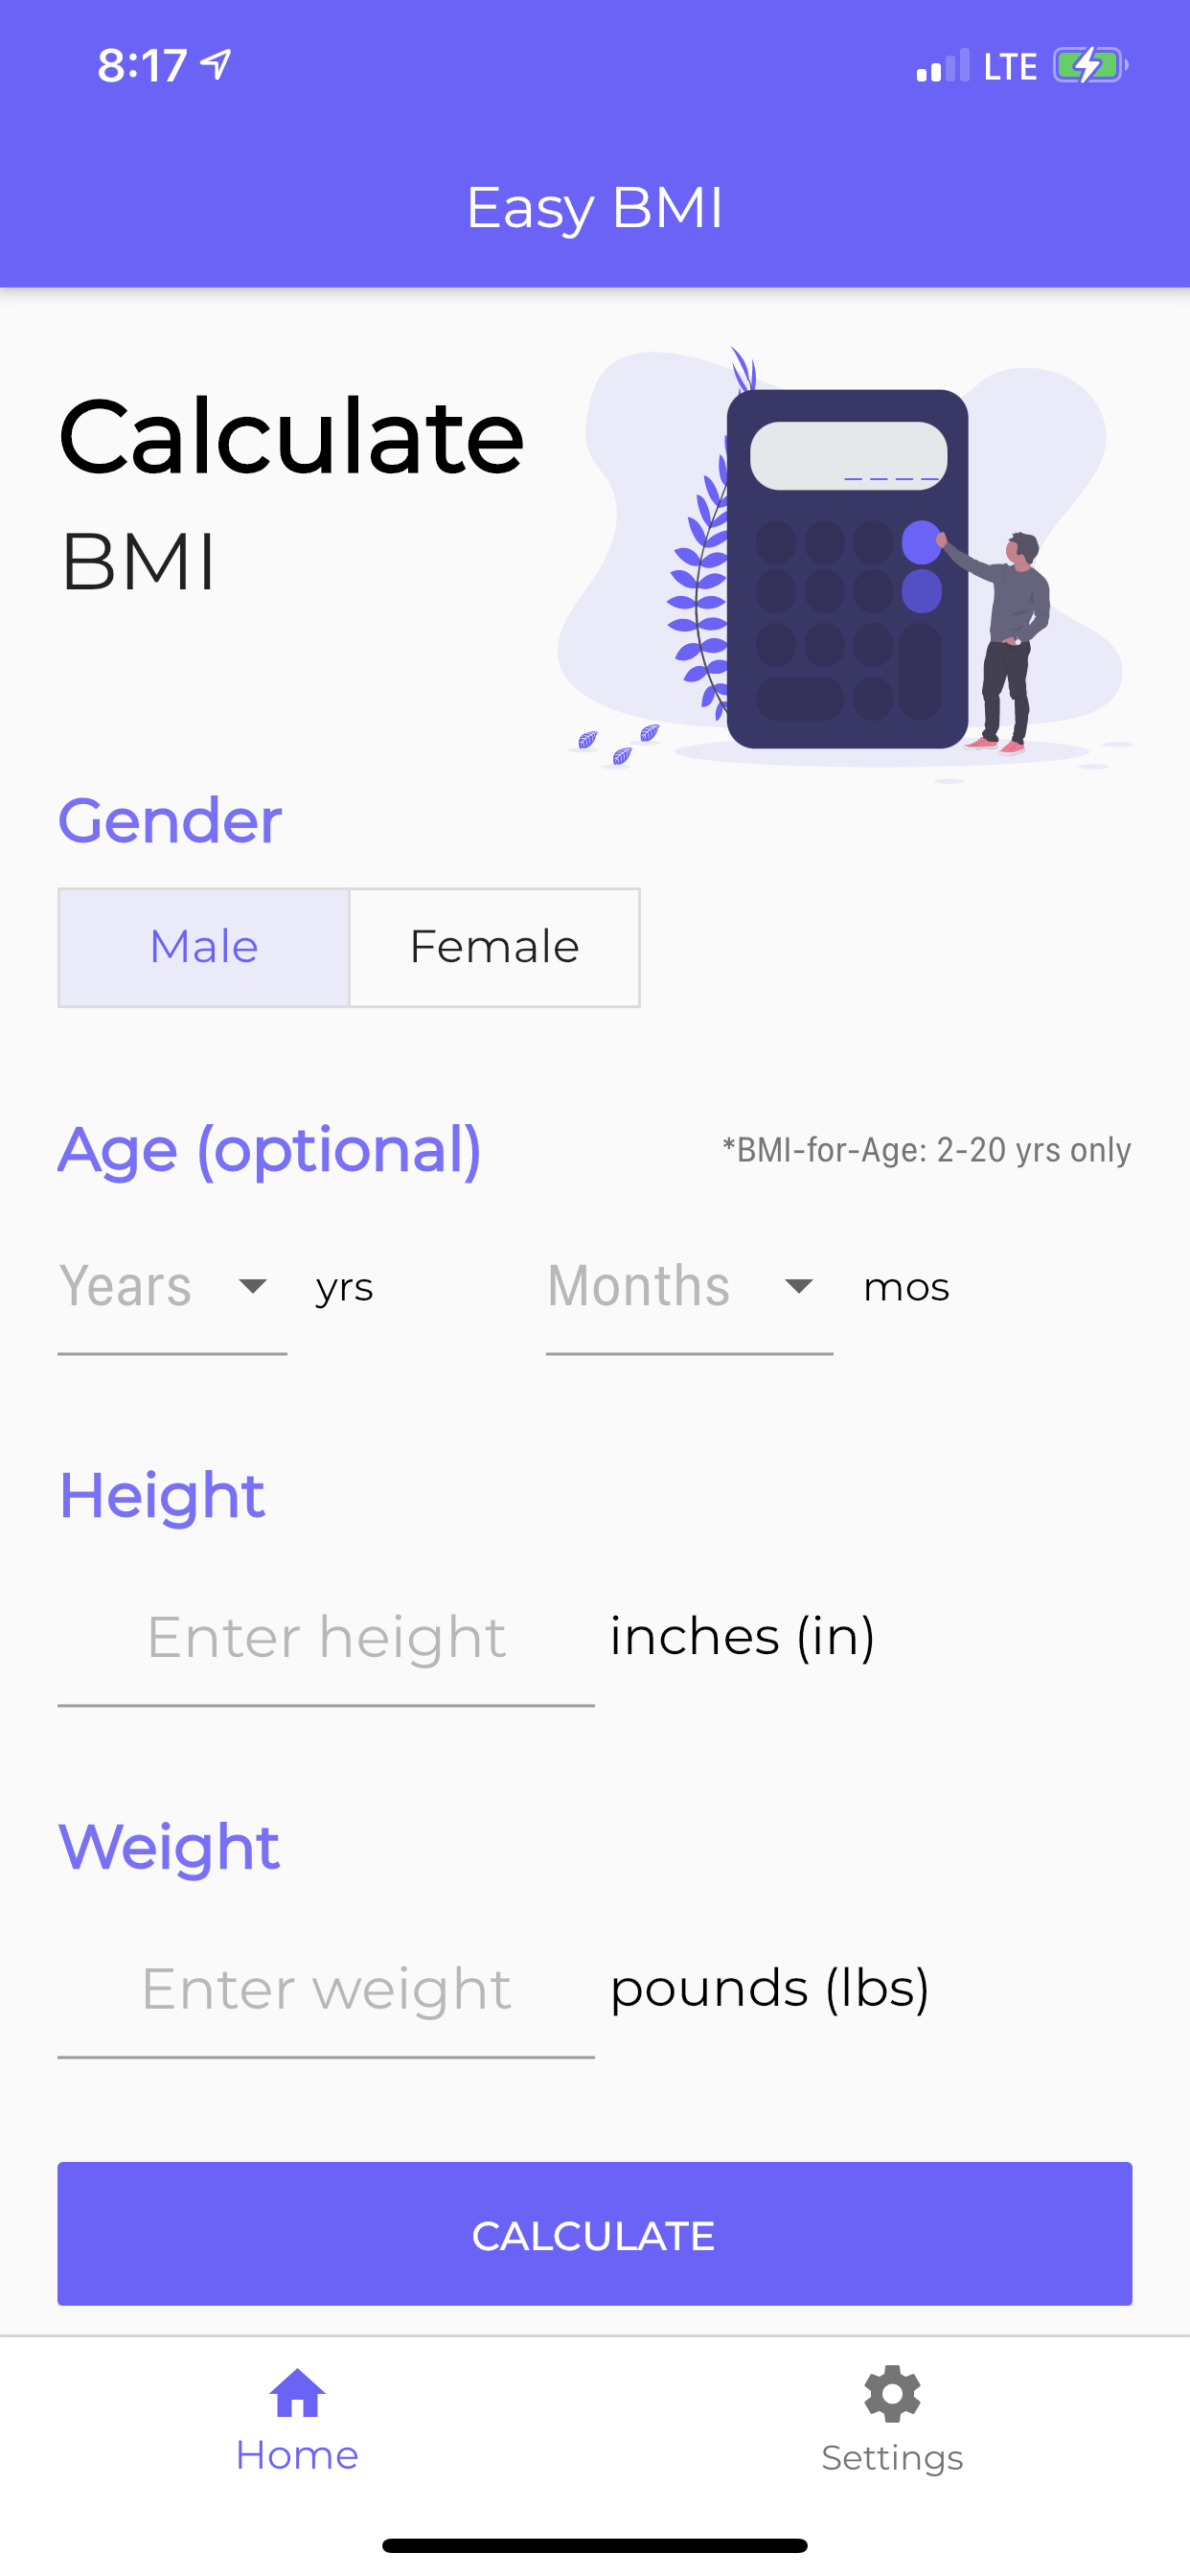 8:17 LTE
Easy BMI
Calculate
BMI
Gender
Male Female
Age (optional) *BMI-for-Age: 2-20 yrs only
Years yrs Months mos
Height
Enter height inches (in)
Weight
Enter weight pounds (lbs)
CALCULATE
Home Settings